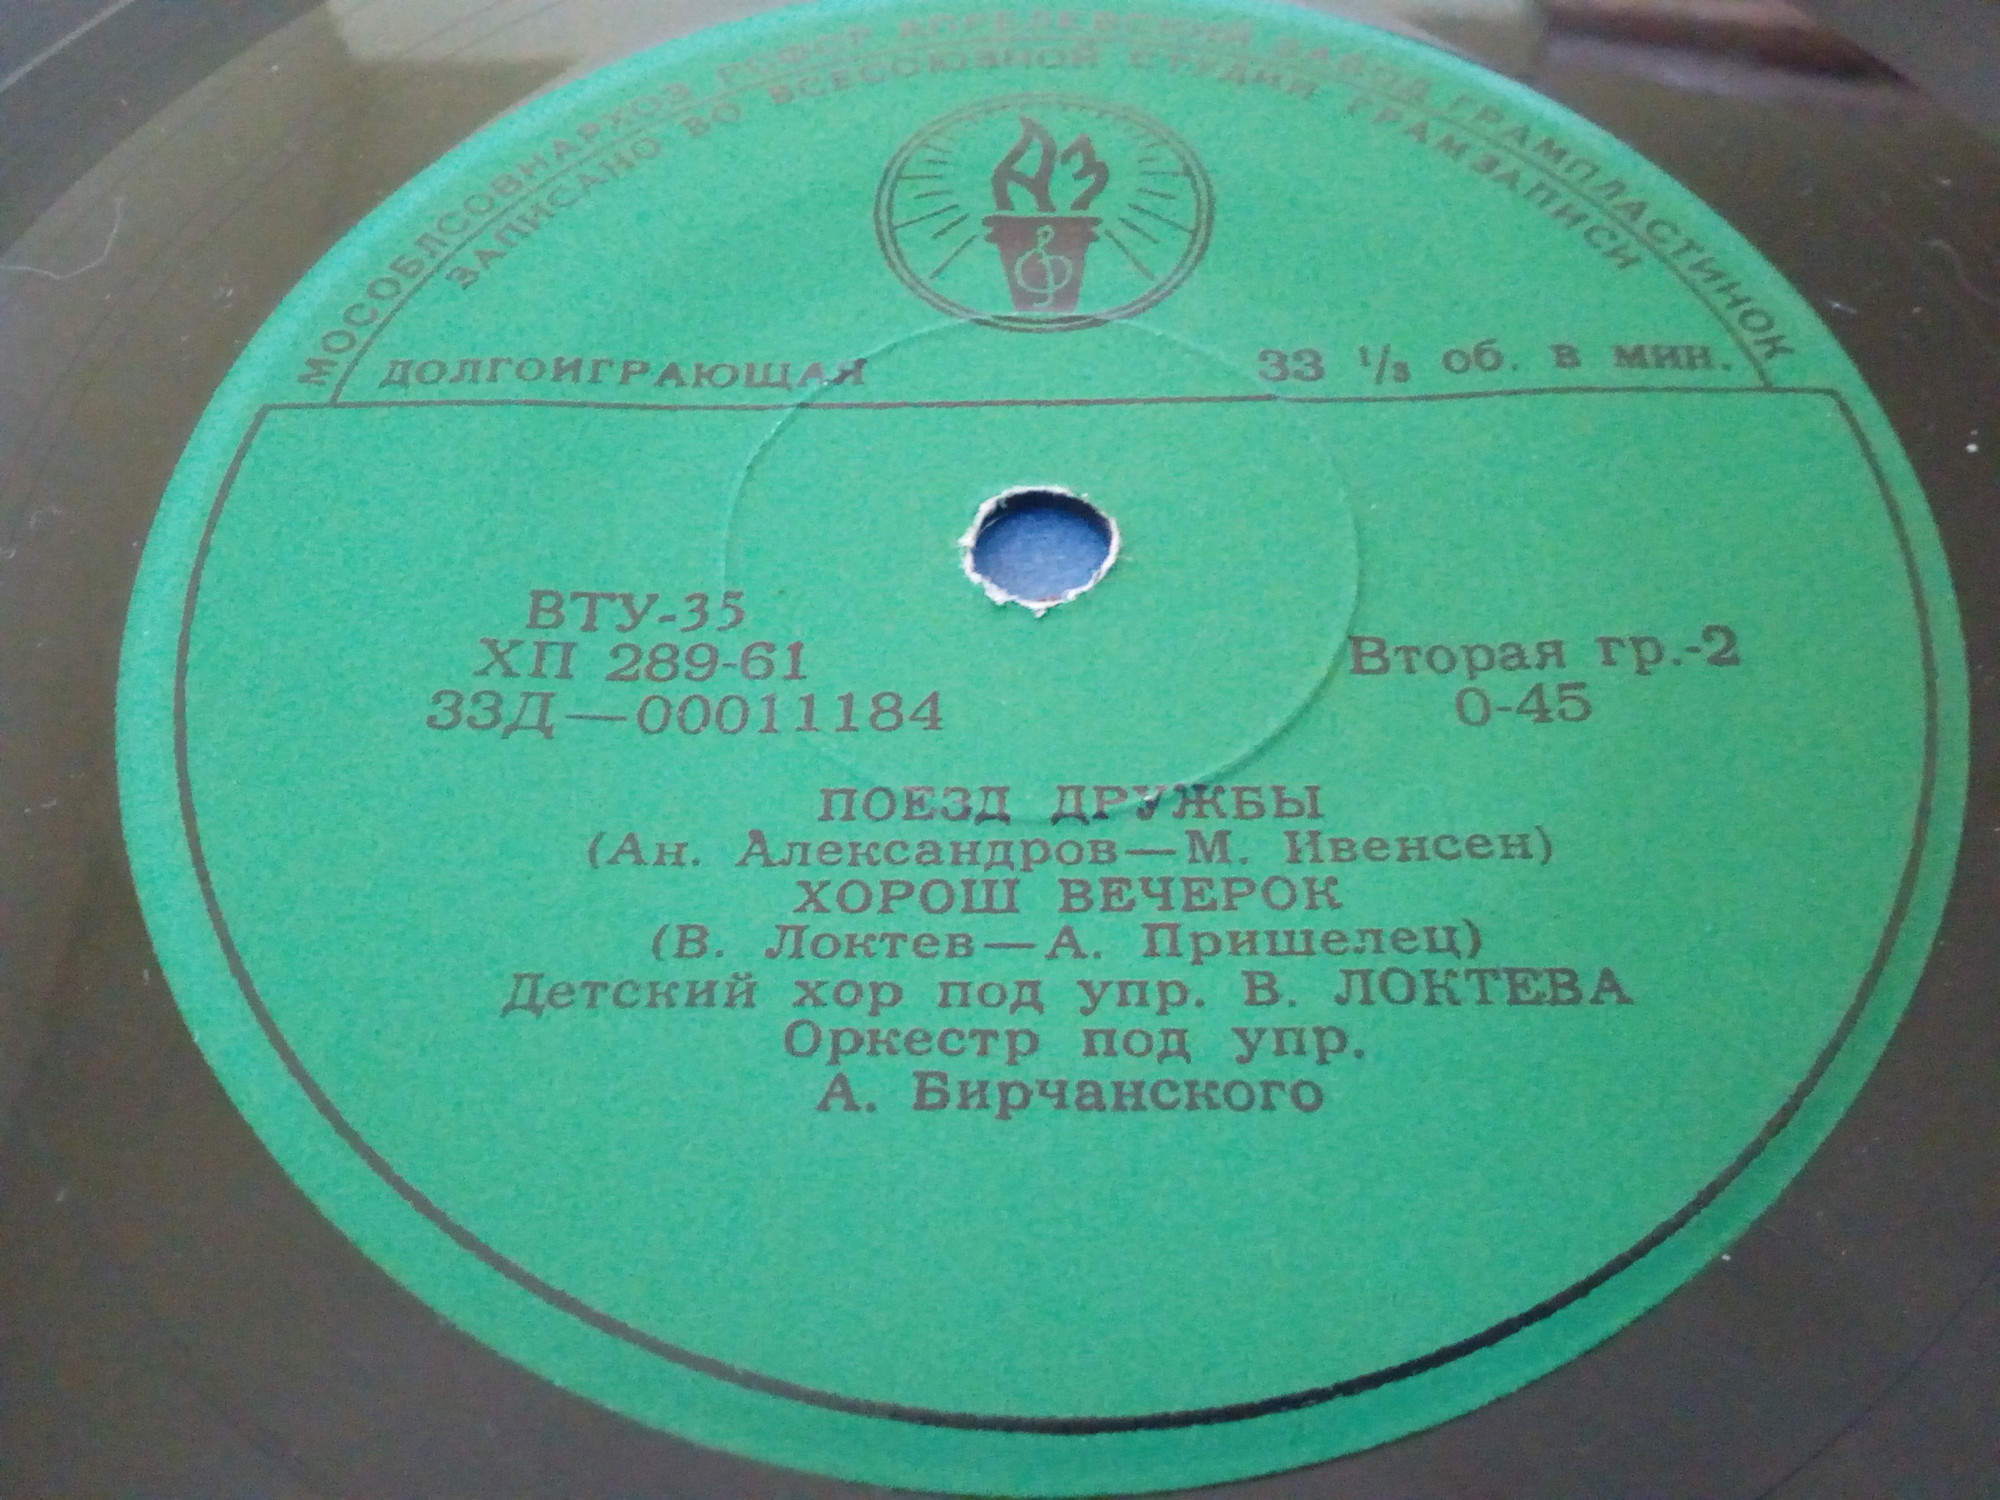 МОСОБЛСОВНАРХОЗ РСФСР АПРЕЛЕВСКИЙ ЗАВОД ГРАМПЛАСТИНОК
ЗАПИСАНО ВО ВСЕСОЮЗНОЙ СТУДИИ ГРАМЗАПИСИ
АЗ
ДОЛГОИГРАЮЩАЯ 33 ⅓ об. в мин.
ВТУ-35
ХП 289-61 Вторая гр.-2
33Д—00011184 0-45
ПОЕЗД ДРУЖБЫ
(Ан. Александров—М. Ивенсен)
ХОРОШ ВЕЧЕРОК
(В. Локтев—А. Пришелец)
Детский хор под упр. В. ЛОКТЕВА
Оркестр под упр.
А. Бирчанского